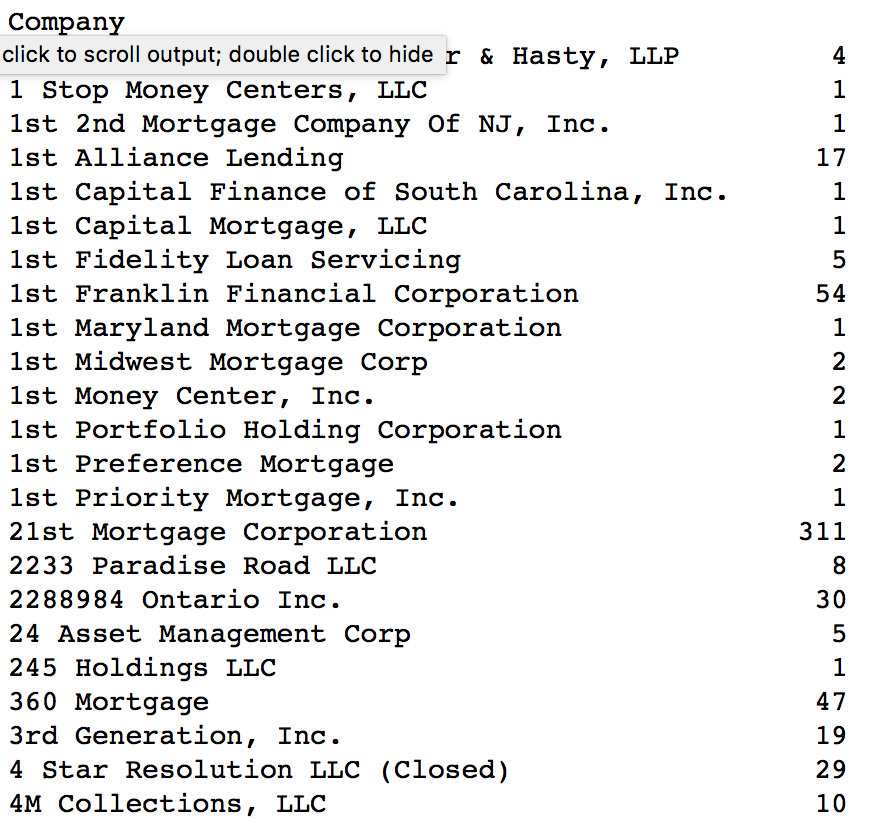 Company
click to scroll output; double click to hide
& Hasty, LLP 4
1 Stop Money Centers, LLC 1
1st 2nd Mortgage Company Of NJ, Inc. 1
1st Alliance Lending 17
1st Capital Finance of South Carolina, Inc. 1
1st Capital Mortgage, LLC 1
1st Fidelity Loan Servicing 5
1st Franklin Financial Corporation 54
1st Maryland Mortgage Corporation 1
1st Midwest Mortgage Corp 2
1st Money Center, Inc. 2
1st Portfolio Holding Corporation 1
1st Preference Mortgage 2
1st Priority Mortgage, Inc. 1
21st Mortgage Corporation 311
2233 Paradise Road LLC 8
2288984 Ontario Inc. 30
24 Asset Management Corp 5
245 Holdings LLC 1
360 Mortgage 47
3rd Generation, Inc. 19
4 Star Resolution LLC (Closed) 29
4M Collections, LLC 10